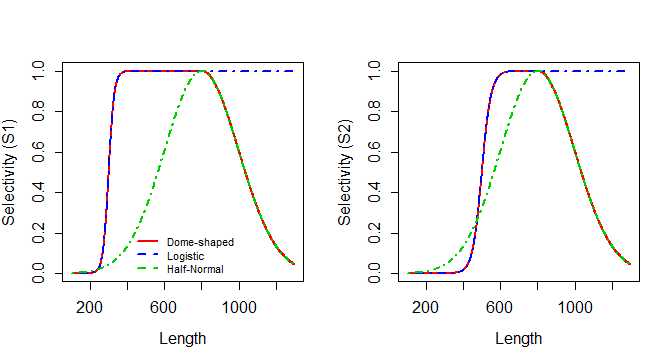 Selectivity (S1)
0.0 0.2 0.4 0.6 0.8 1.0
Dome-shaped
Logistic
Half-Normal
200 600 1000
Length
Selectivity (S2)
0.0 0.2 0.4 0.6 0.8 1.0
200 600 1000
Length